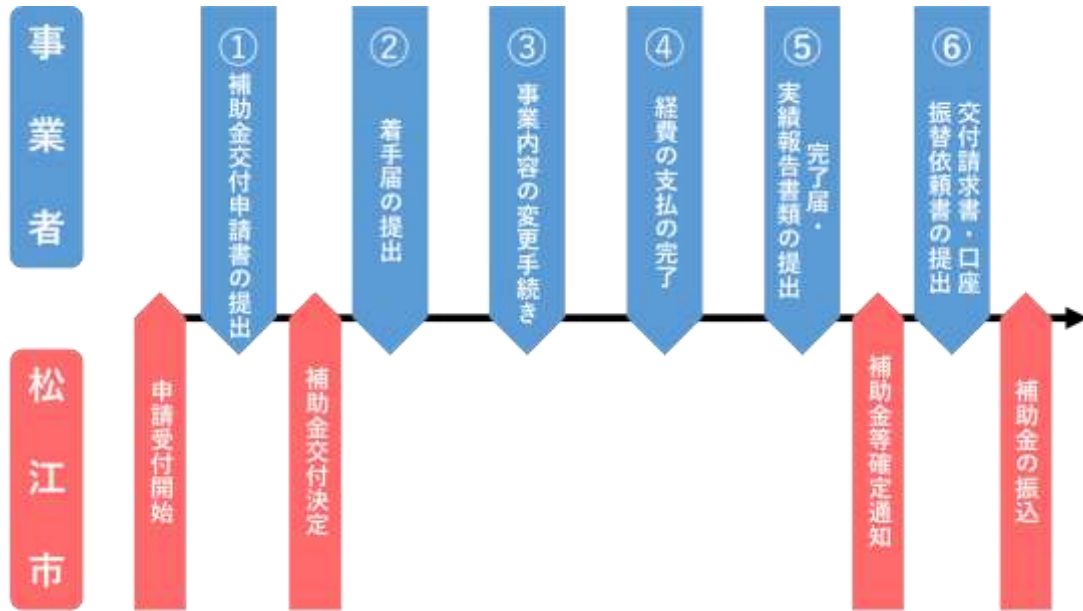 事業者
①
補助金交付申請書の提出
②
着手届の提出
③
事業内容の変更手続き
④
経費の支払の完了
⑤
完了届・
実績報告書類の提出
⑥
交付請求書・口座
振替依頼書の提出
松江市
申請受付開始
補助金交付決定
補助金等確定通知
補助金の振込